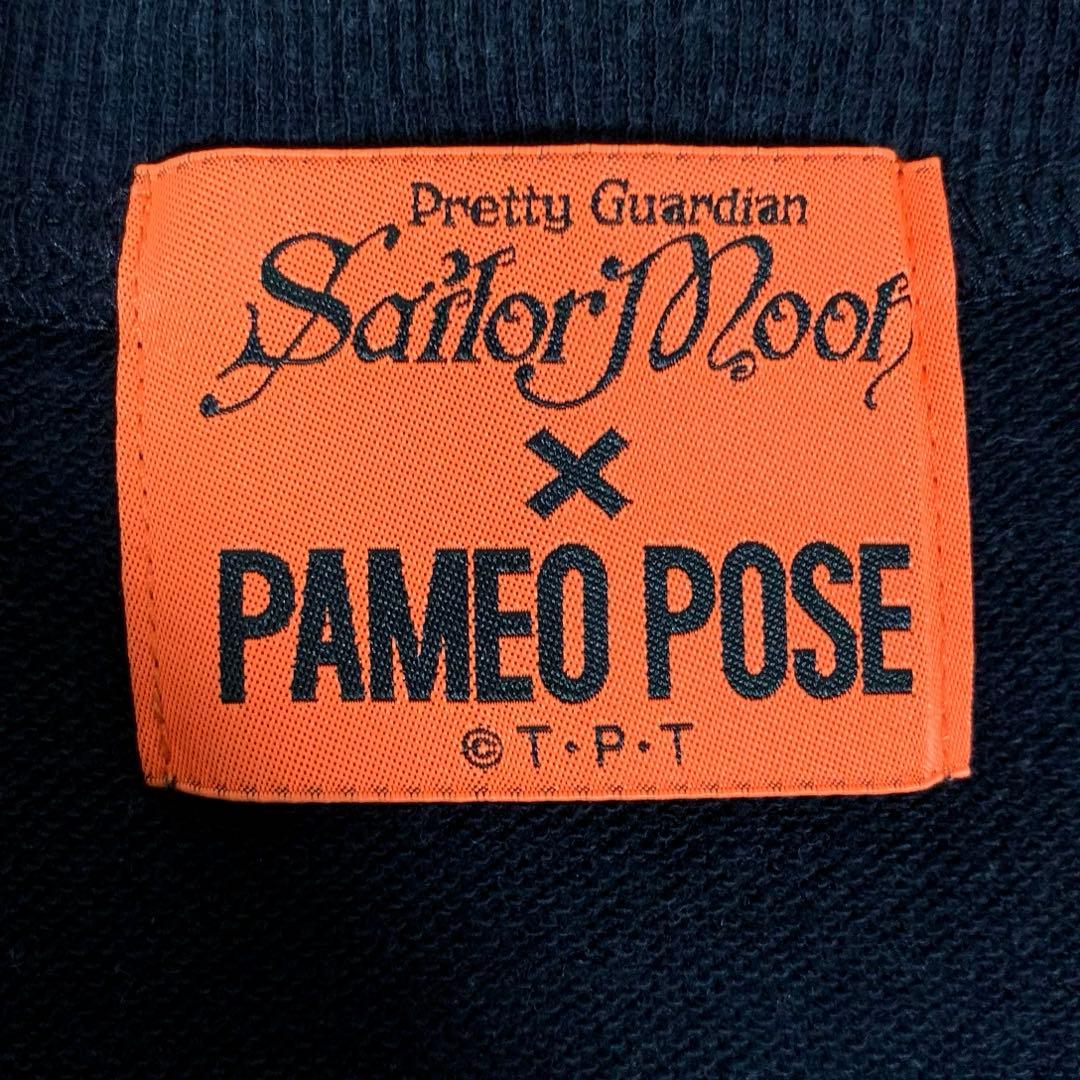 Pretty Guardian
Sailor Moon
×
PAMEO POSE
©T·P·T